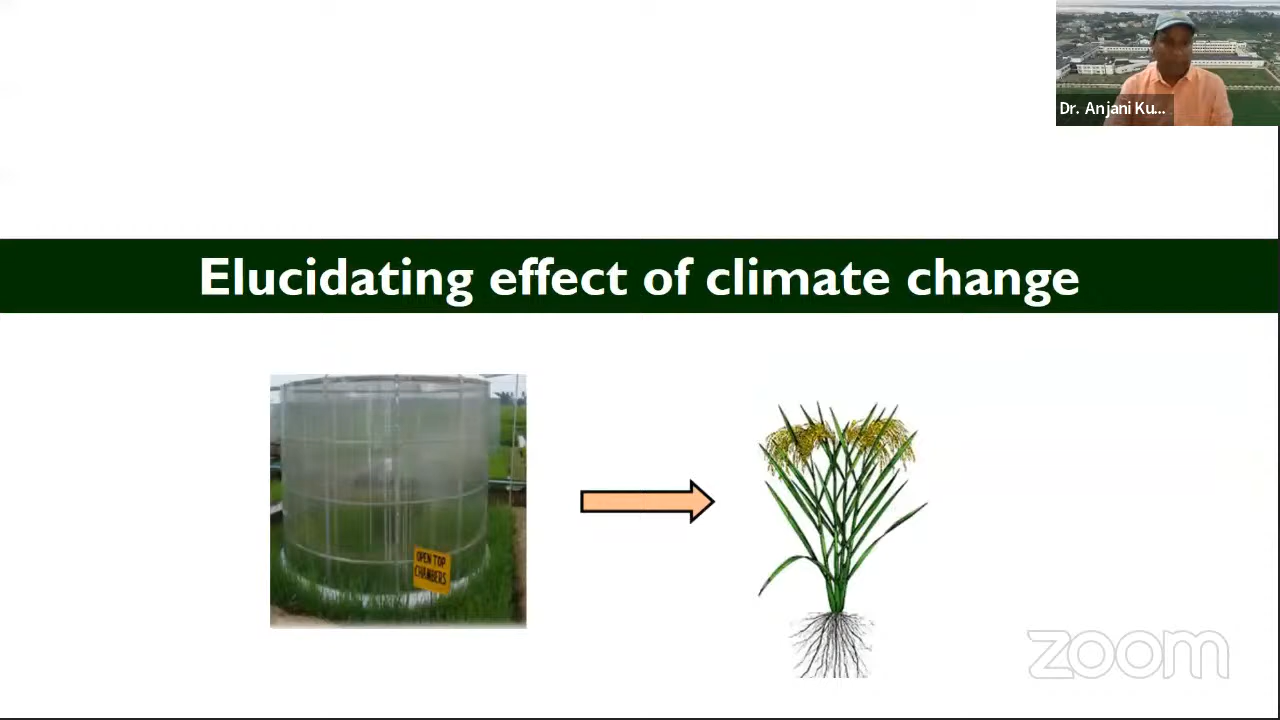 Dr. Anjani Ku...
Elucidating effect of climate change
OPEN TOP
CHAMBERS
zoom